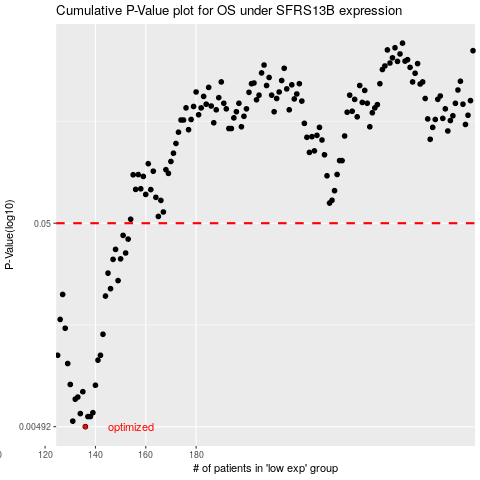 Cumulative P-Value plot for OS under SFRS13B expression
P-Value(log10)
0.05
0.00492
optimized
0 120 140 160 180
# of patients in 'low exp' group